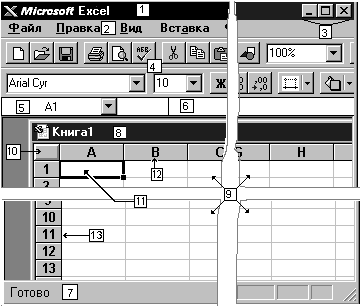 Microsoft Excel 1
Файл Правка 2 Вид Вставка
3
4
100%
Arial Cyr 10 Ж
5 A1 6
Книга1 8
10 A B C G H
1 12
2 11
3 9
10
11 13
12
13
Готово 7